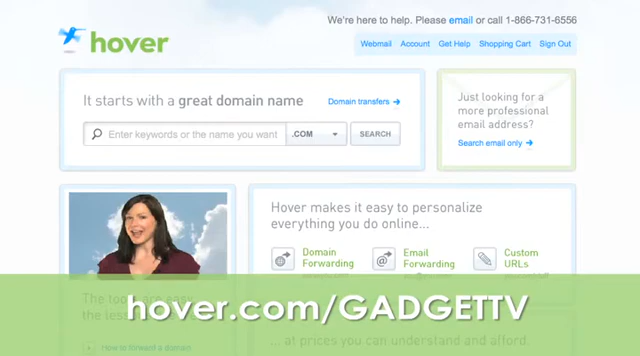 We're here to help. Please email or call 1-866-731-6556
hover
Webmail Account Get Help Shopping Cart Sign Out
It starts with a great domain name
Domain transfers
Enter keywords or the name you want
.COM
SEARCH
Just looking for a
more professional
email address?
Search email only
Hover makes it easy to personalize
everything you do online...
Domain
Forwarding
Email
Forwarding
Custom
URLs
The tools are easy,
hover.com/GADGETTV
How to forward a domain
... at prices you can understand and afford.